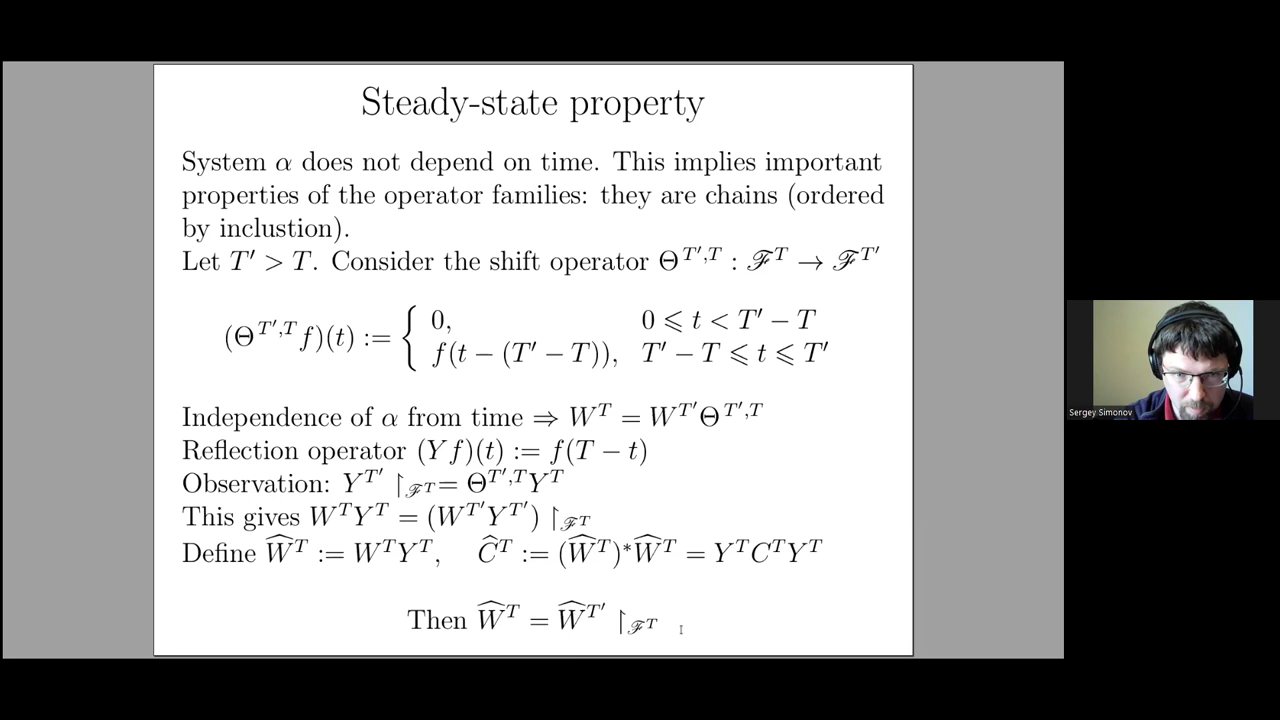 Steady-state property
System α does not depend on time. This implies important
properties of the operator families: they are chains (ordered
by inclustion).
Let T′ > T. Consider the shift operator Θ^{T′,T} : ℱ^T → ℱ^{T′}
(Θ^{T′,T} f)(t) := { 0, 0 ⩽ t < T′ − T
f(t − (T′ − T)), T′ − T ⩽ t ⩽ T′
Independence of α from time ⇒ W^T = W^{T′}Θ^{T′,T}
Reflection operator (Y f)(t) := f(T − t)
Observation: Y^{T′} ↾_{ℱ^T} = Θ^{T′,T}Y^T
This gives W^T Y^T = (W^{T′}Y^{T′}) ↾_{ℱ^T}
Define Ŵ^T := W^T Y^T, Ĉ^T := (Ŵ^T)*Ŵ^T = Y^T C^T Y^T
Then Ŵ^T = Ŵ^{T′} ↾_{ℱ^T}
Sergey Simonov